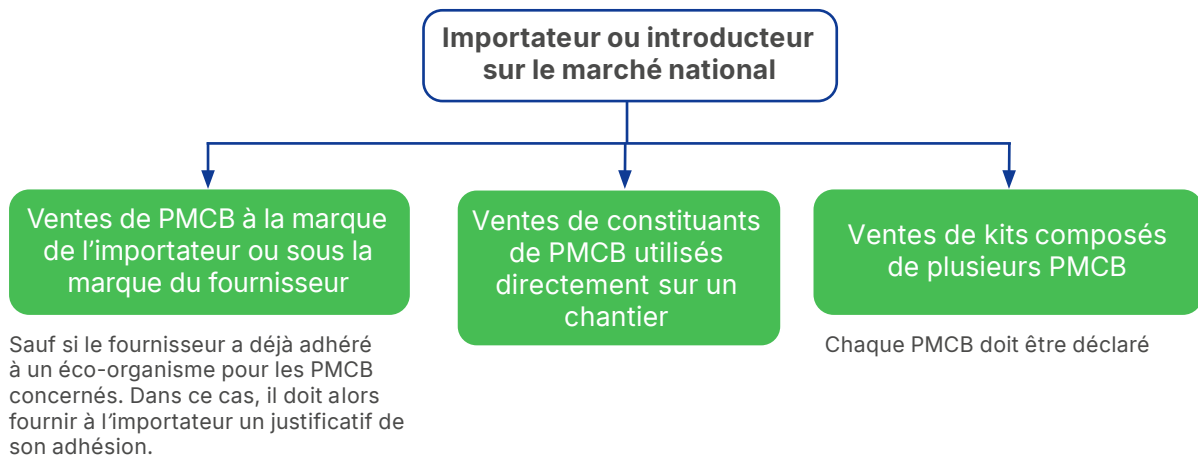 Importateur ou introducteur
sur le marché national
Ventes de PMCB à la marque
de l'importateur ou sous la
marque du fournisseur
Sauf si le fournisseur a déjà adhéré
à un éco-organisme pour les PMCB
concernés. Dans ce cas, il doit alors
fournir à l'importateur un justificatif de
son adhésion.
Ventes de constituants
de PMCB utilisés
directement sur un
chantier
Ventes de kits composés
de plusieurs PMCB
Chaque PMCB doit être déclaré